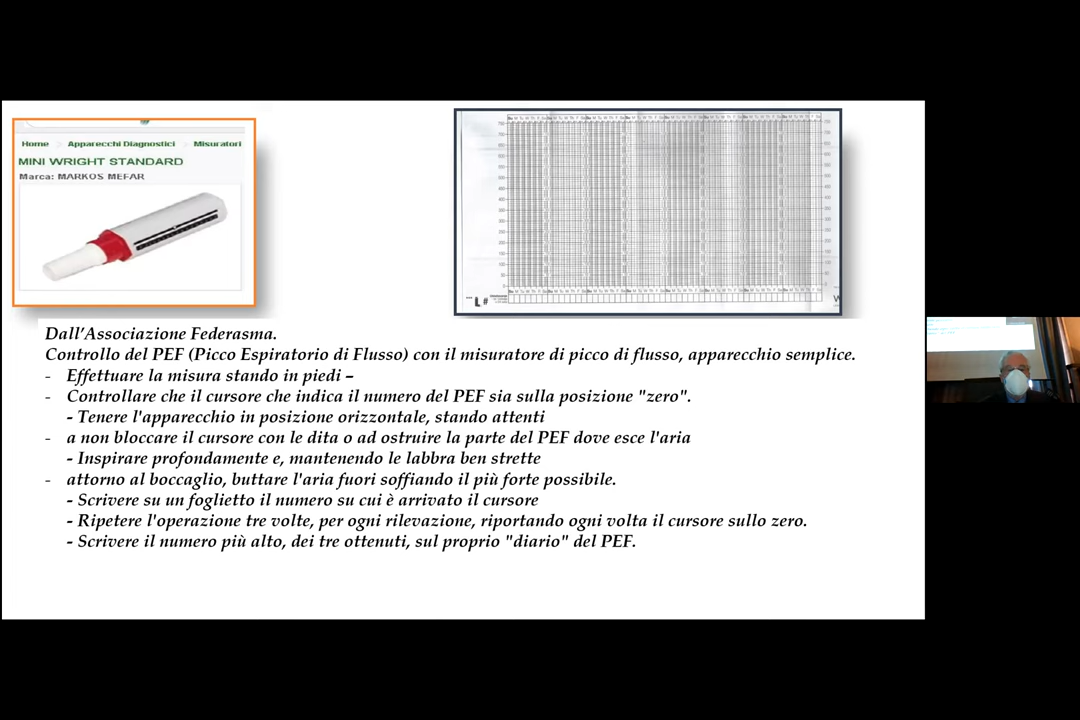 Home Apparecchi Diagnostici Misuratori
MINI WRIGHT STANDARD
Marca: MARKOS MEFAR
L #
Dall'Associazione Federasma.
Controllo del PEF (Picco Espiratorio di Flusso) con il misuratore di picco di flusso, apparecchio semplice.
- Effettuare la misura stando in piedi –
- Controllare che il cursore che indica il numero del PEF sia sulla posizione "zero".
- Tenere l'apparecchio in posizione orizzontale, stando attenti
- a non bloccare il cursore con le dita o ad ostruire la parte del PEF dove esce l'aria
- Inspirare profondamente e, mantenendo le labbra ben strette
- attorno al boccaglio, buttare l'aria fuori soffiando il più forte possibile.
- Scrivere su un foglietto il numero su cui è arrivato il cursore
- Ripetere l'operazione tre volte, per ogni rilevazione, riportando ogni volta il cursore sullo zero.
- Scrivere il numero più alto, dei tre ottenuti, sul proprio "diario" del PEF.